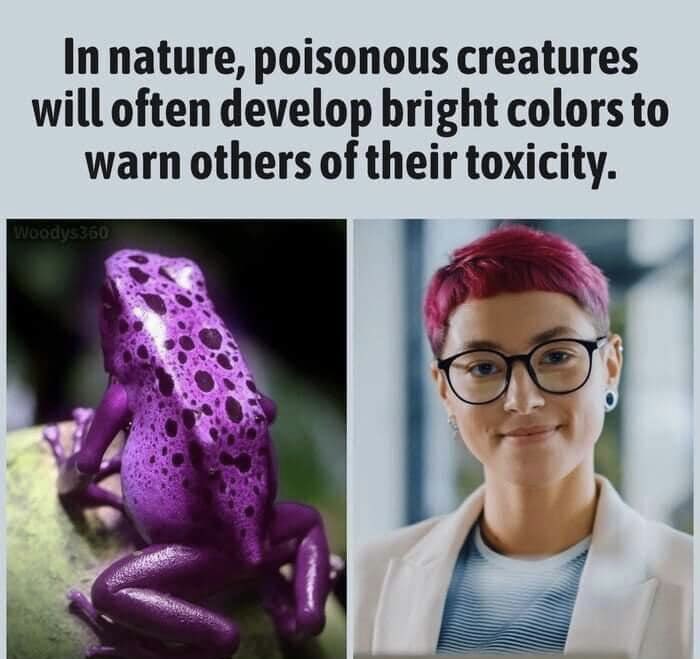 In nature, poisonous creatures
will often develop bright colors to
warn others of their toxicity.
Woodys360